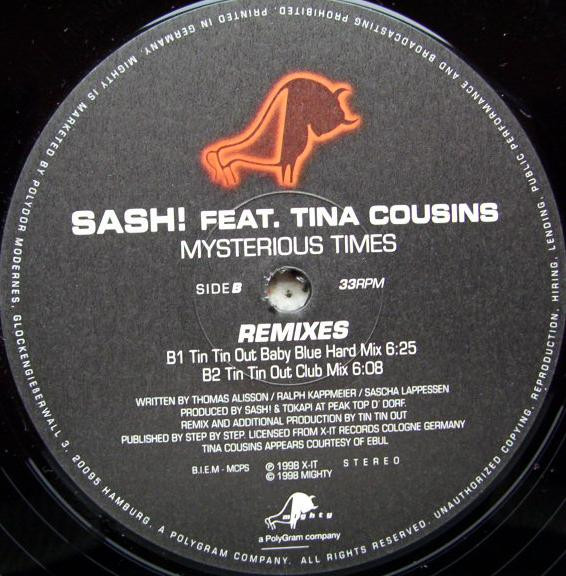 SASH! FEAT. TINA COUSINS
MYSTERIOUS TIMES
SIDE B 33RPM
REMIXES
B1 Tin Tin Out Baby Blue Hard Mix 6:25
B2 Tin Tin Out Club Mix 6:08
WRITTEN BY THOMAS ALISSON / RALPH KAPPMEIER / SASCHA LAPPESSEN
PRODUCED BY SASH! & TOKAPI AT PEAK TOP D' DORF.
REMIX AND ADDITIONAL PRODUCTION BY TIN TIN OUT
PUBLISHED BY STEP BY STEP. LICENSED FROM X-IT RECORDS COLOGNE GERMANY
TINA COUSINS APPEARS COURTESY OF EBUL
B.I.E.M - MCPS ℗ 1998 X-IT STEREO
© 1998 MIGHTY
mighty
a PolyGram company
MIGHTY IS MARKETED BY POLYDOR MODERNES, GLOCKENGIEßERWALL 3, 20095 HAMBURG. A POLYGRAM COMPANY. ALL RIGHTS RESERVED. UNAUTHORIZED COPYING, REPRODUCTION, HIRING, LENDING, PUBLIC PERFORMANCE AND BROADCASTING PROHIBITED. PRINTED IN GERMANY.